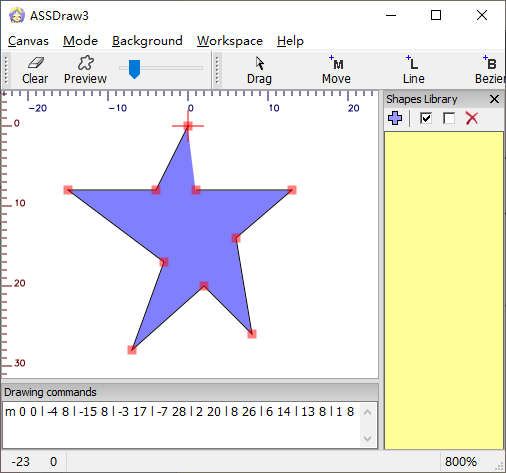 ASSDraw3
Canvas Mode Background Workspace Help
Clear Preview Drag Move Line Bezier
Shapes Library
-20 -10 0 10 20
0
10
20
30
Drawing commands
m 0 0 l -4 8 l -15 8 l -3 17 l -7 28 l 2 20 l 8 26 l 6 14 l 13 8 l 1 8
-23 0 800%